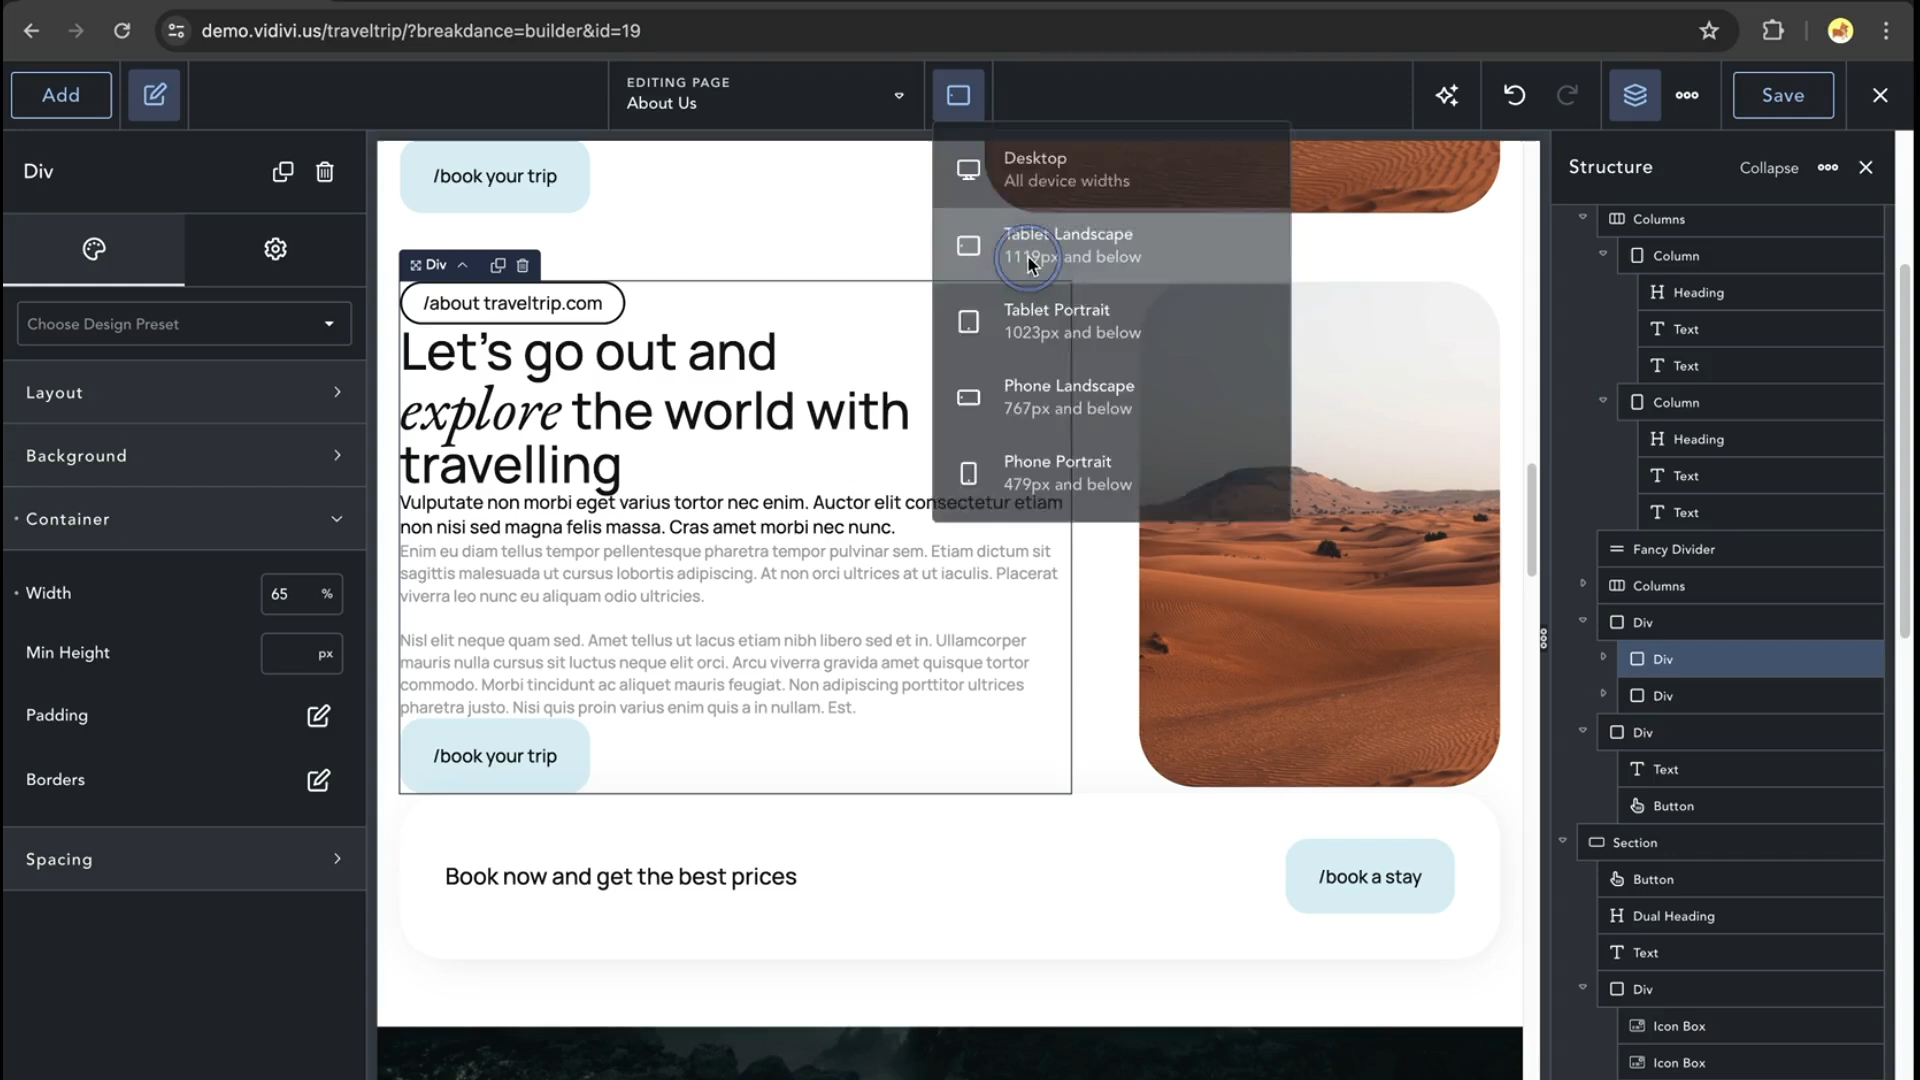 demo.vidivi.us/traveltrip/?breakdance=builder&id=19
Add
EDITING PAGE
About Us
Save
Div
Choose Design Preset
Layout
Background
Container
Width
65 %
Min Height
px
Padding
Borders
Spacing
/book your trip
Div
/about traveltrip.com
Let's go out and
explore the world with
travelling
Vulputate non morbi eget varius tortor nec enim. Auctor elit consectetur etiam
non nisi sed magna felis massa. Cras amet morbi nec nunc.
Enim eu diam tellus tempor pellentesque pharetra tempor pulvinar sem. Etiam dictum sit
sagittis malesuada ut cursus lobortis adipiscing. At non orci ultrices at ut iaculis. Placerat
viverra leo nunc eu aliquam odio ultricies.
Nisl elit neque quam sed. Amet tellus ut lacus etiam nibh libero sed et in. Ullamcorper
mauris nulla cursus sit luctus neque elit orci. Arcu viverra gravida amet quisque tortor
commodo. Morbi tincidunt ac aliquet mauris feugiat. Non adipiscing porttitor ultrices
pharetra justo. Nisi quis proin varius enim quis a in nullam. Est.
/book your trip
Book now and get the best prices
/book a stay
Desktop
All device widths
Tablet Landscape
1119px and below
Tablet Portrait
1023px and below
Phone Landscape
767px and below
Phone Portrait
479px and below
Structure
Collapse
Columns
Column
Heading
Text
Text
Column
Heading
Text
Text
Fancy Divider
Columns
Div
Div
Div
Div
Text
Button
Section
Button
Dual Heading
Text
Div
Icon Box
Icon Box